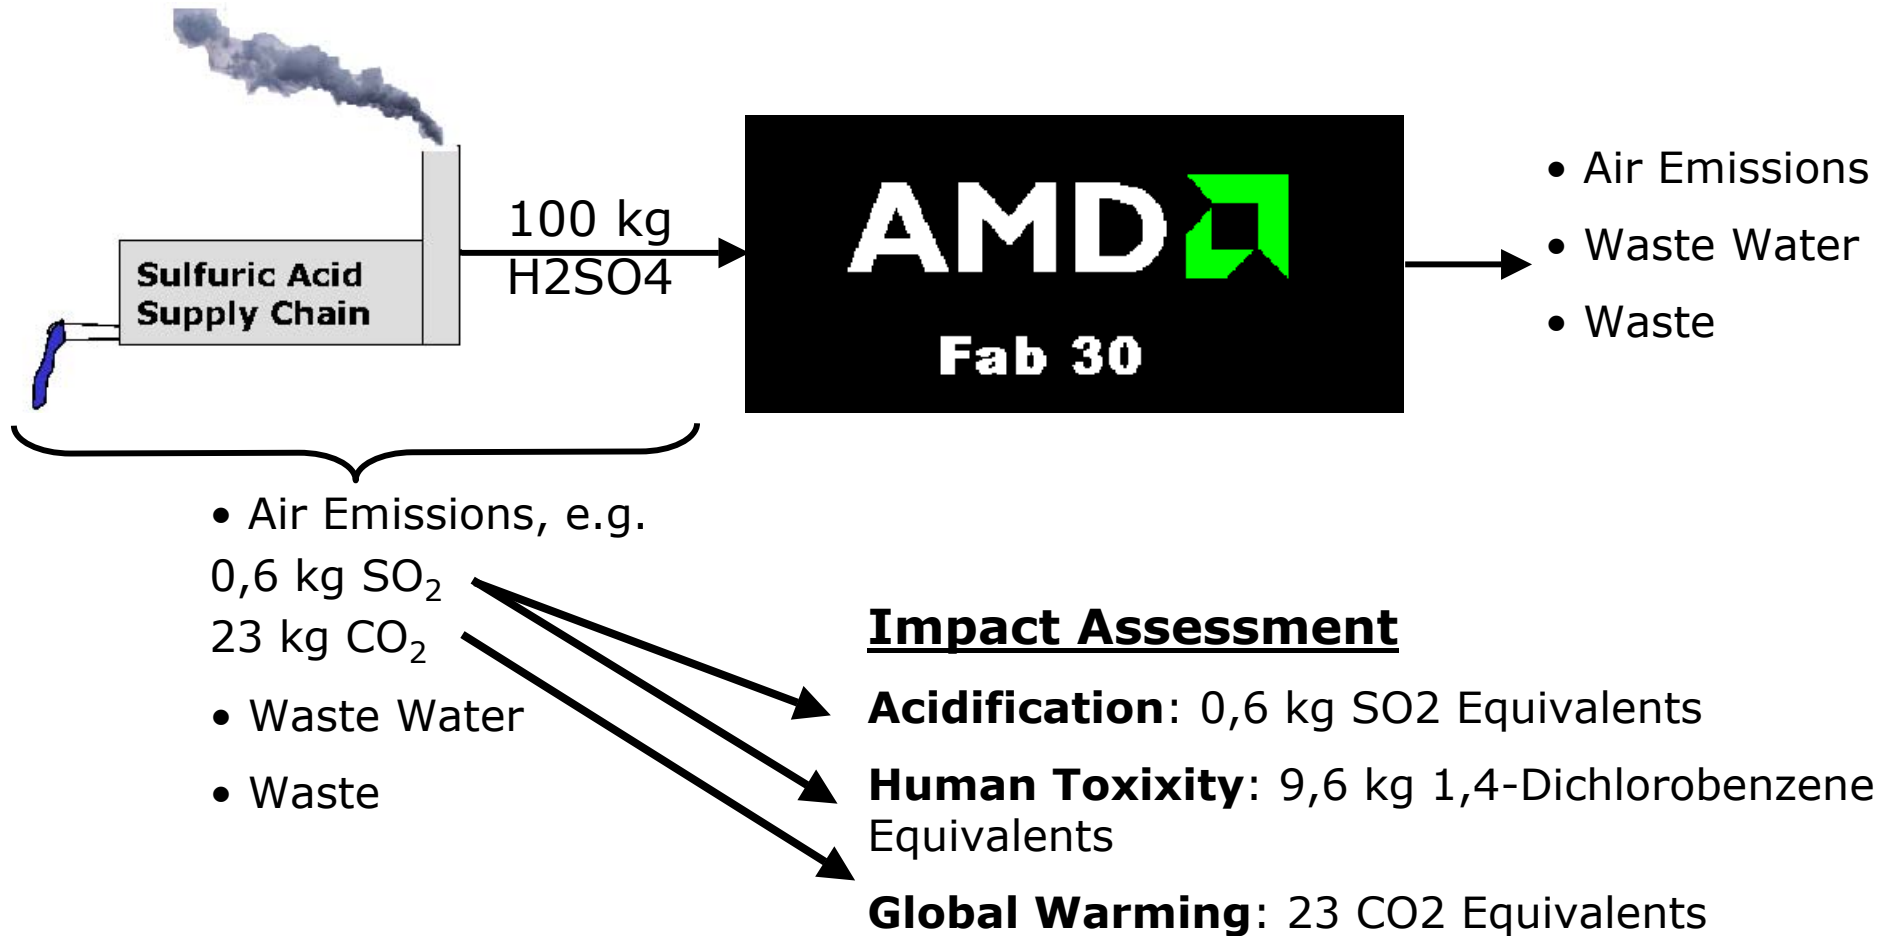 Sulfuric Acid
Supply Chain
100 kg
H2SO4
AMD
Fab 30
• Air Emissions
• Waste Water
• Waste
• Air Emissions, e.g.
0,6 kg SO₂
23 kg CO₂
• Waste Water
• Waste
Impact Assessment
Acidification: 0,6 kg SO2 Equivalents
Human Toxixity: 9,6 kg 1,4-Dichlorobenzene
Equivalents
Global Warming: 23 CO2 Equivalents